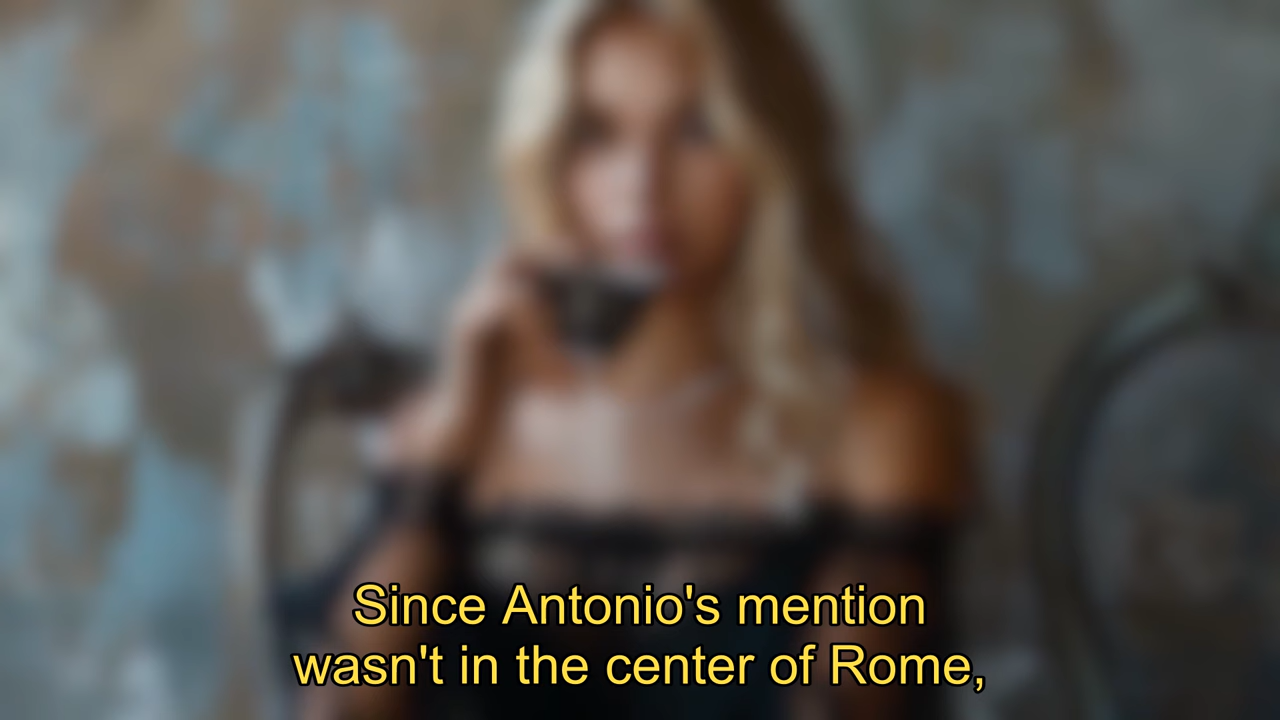 Since Antonio's mention
wasn't in the center of Rome,